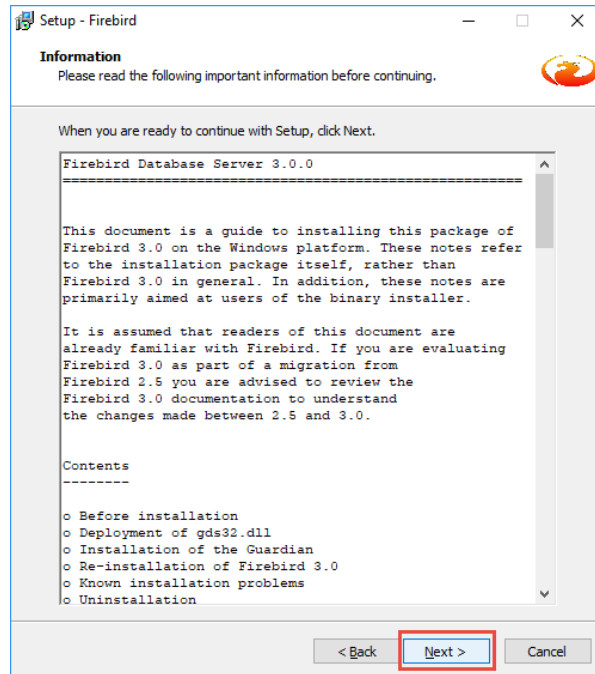 Setup - Firebird
Information
Please read the following important information before continuing.
When you are ready to continue with Setup, click Next.
Firebird Database Server 3.0.0
=======================================================
This document is a guide to installing this package of
Firebird 3.0 on the Windows platform. These notes refer
to the installation package itself, rather than
Firebird 3.0 in general. In addition, these notes are
primarily aimed at users of the binary installer.
It is assumed that readers of this document are
already familiar with Firebird. If you are evaluating
Firebird 3.0 as part of a migration from
Firebird 2.5 you are advised to review the
Firebird 3.0 documentation to understand
the changes made between 2.5 and 3.0.
Contents
--------
o Before installation
o Deployment of gds32.dll
o Installation of the Guardian
o Re-installation of Firebird 3.0
o Known installation problems
o Uninstallation
< Back Next > Cancel